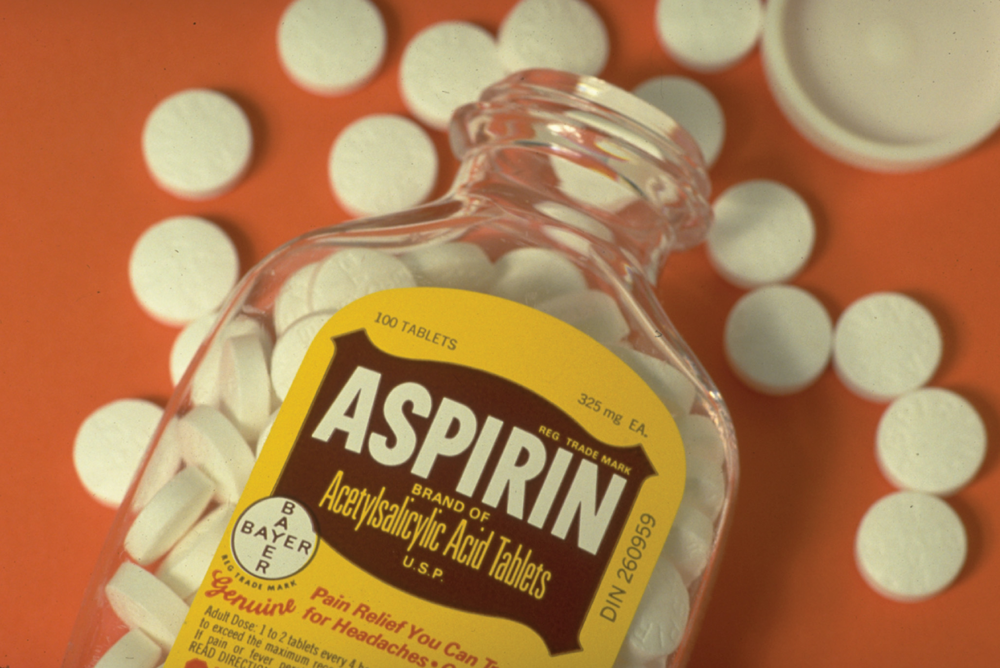 100 TABLETS
325 mg EA.
ASPIRIN
REG. TRADE MARK
BRAND OF
Acetylsalicylic Acid Tablets
U.S.P.
DIN 260959
BAYER
BAYER
REG TRADE MARK
Genuine
Pain Relief You Can
for Headaches •
Adult Dose: 1 to 2 tablets every 4
to exceed the maximum
If pain or fever
READ